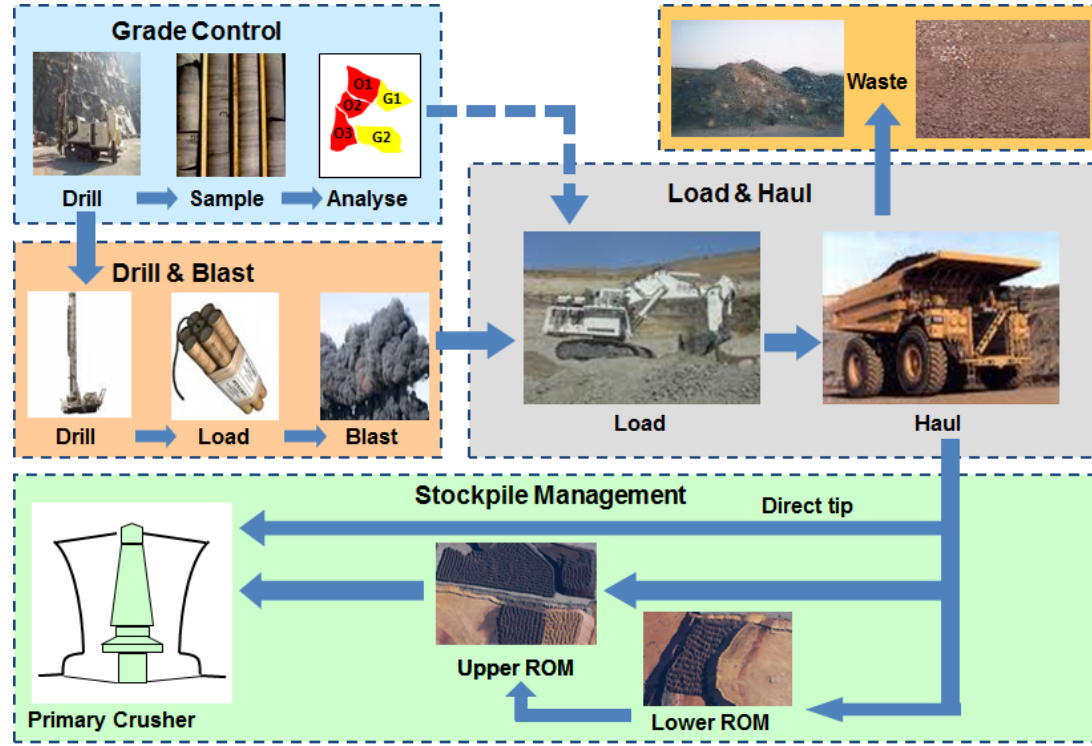 Grade Control
O1
O2
G1
O3
G2
Drill
Sample
Analyse
Waste
Load & Haul
Load
Haul
Drill & Blast
Drill
Load
Blast
Stockpile Management
Direct tip
Upper ROM
Lower ROM
Primary Crusher